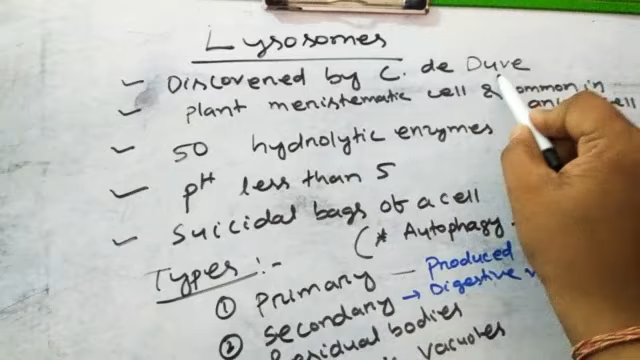 Lysosomes
Discovered by C. de Duve
Plant meristematic cell & common in
50 hydrolytic enzymes
pH less than 5
Suicidal bags of a cell
(* Autophagy
Types :-
① Primary — Produced
② Secondary → Digestive
Residual bodies
Vacuoles